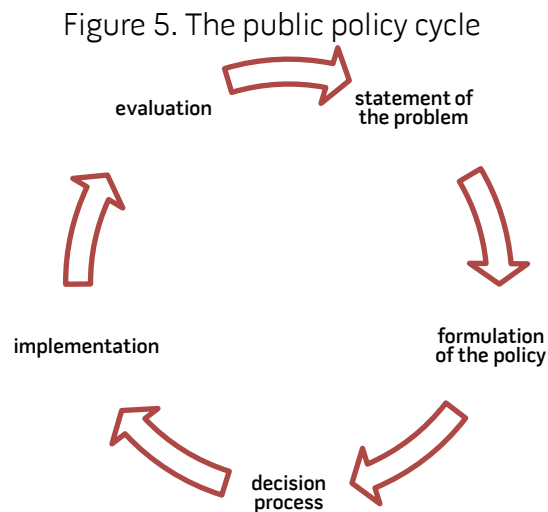 Figure 5. The public policy cycle
evaluation
statement of
the problem
formulation
of the policy
decision
process
implementation